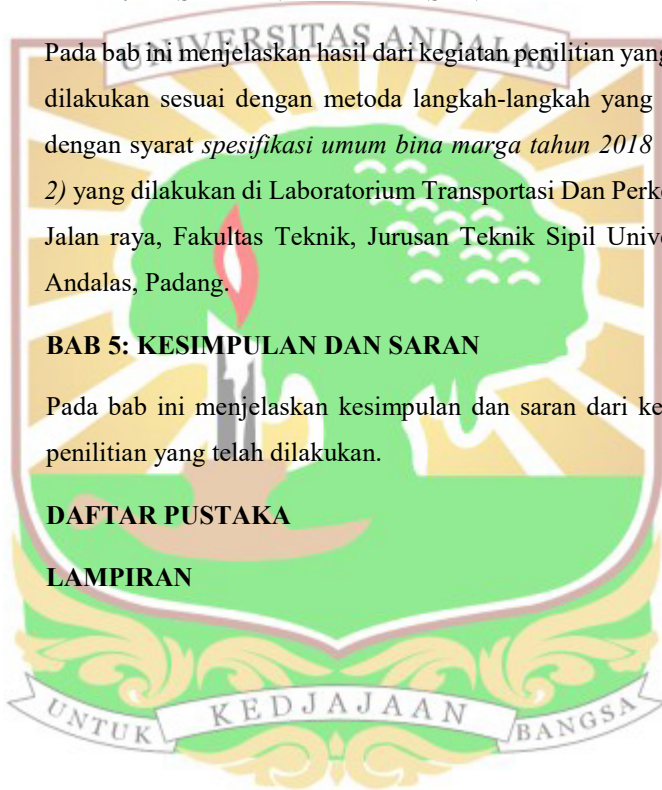 UNIVERSITAS ANDALAS
Pada bab ini menjelaskan hasil dari kegiatan penilitian yang
dilakukan sesuai dengan metoda langkah-langkah yang
dengan syarat spesifikasi umum bina marga tahun 2018
2) yang dilakukan di Laboratorium Transportasi Dan
Jalan raya, Fakultas Teknik, Jurusan Teknik Sipil
Andalas, Padang.
BAB 5: KESIMPULAN DAN SARAN
Pada bab ini menjelaskan kesimpulan dan saran dari
penilitian yang telah dilakukan.
DAFTAR PUSTAKA
LAMPIRAN
UNTUK KEDJAJAAN BANGSA